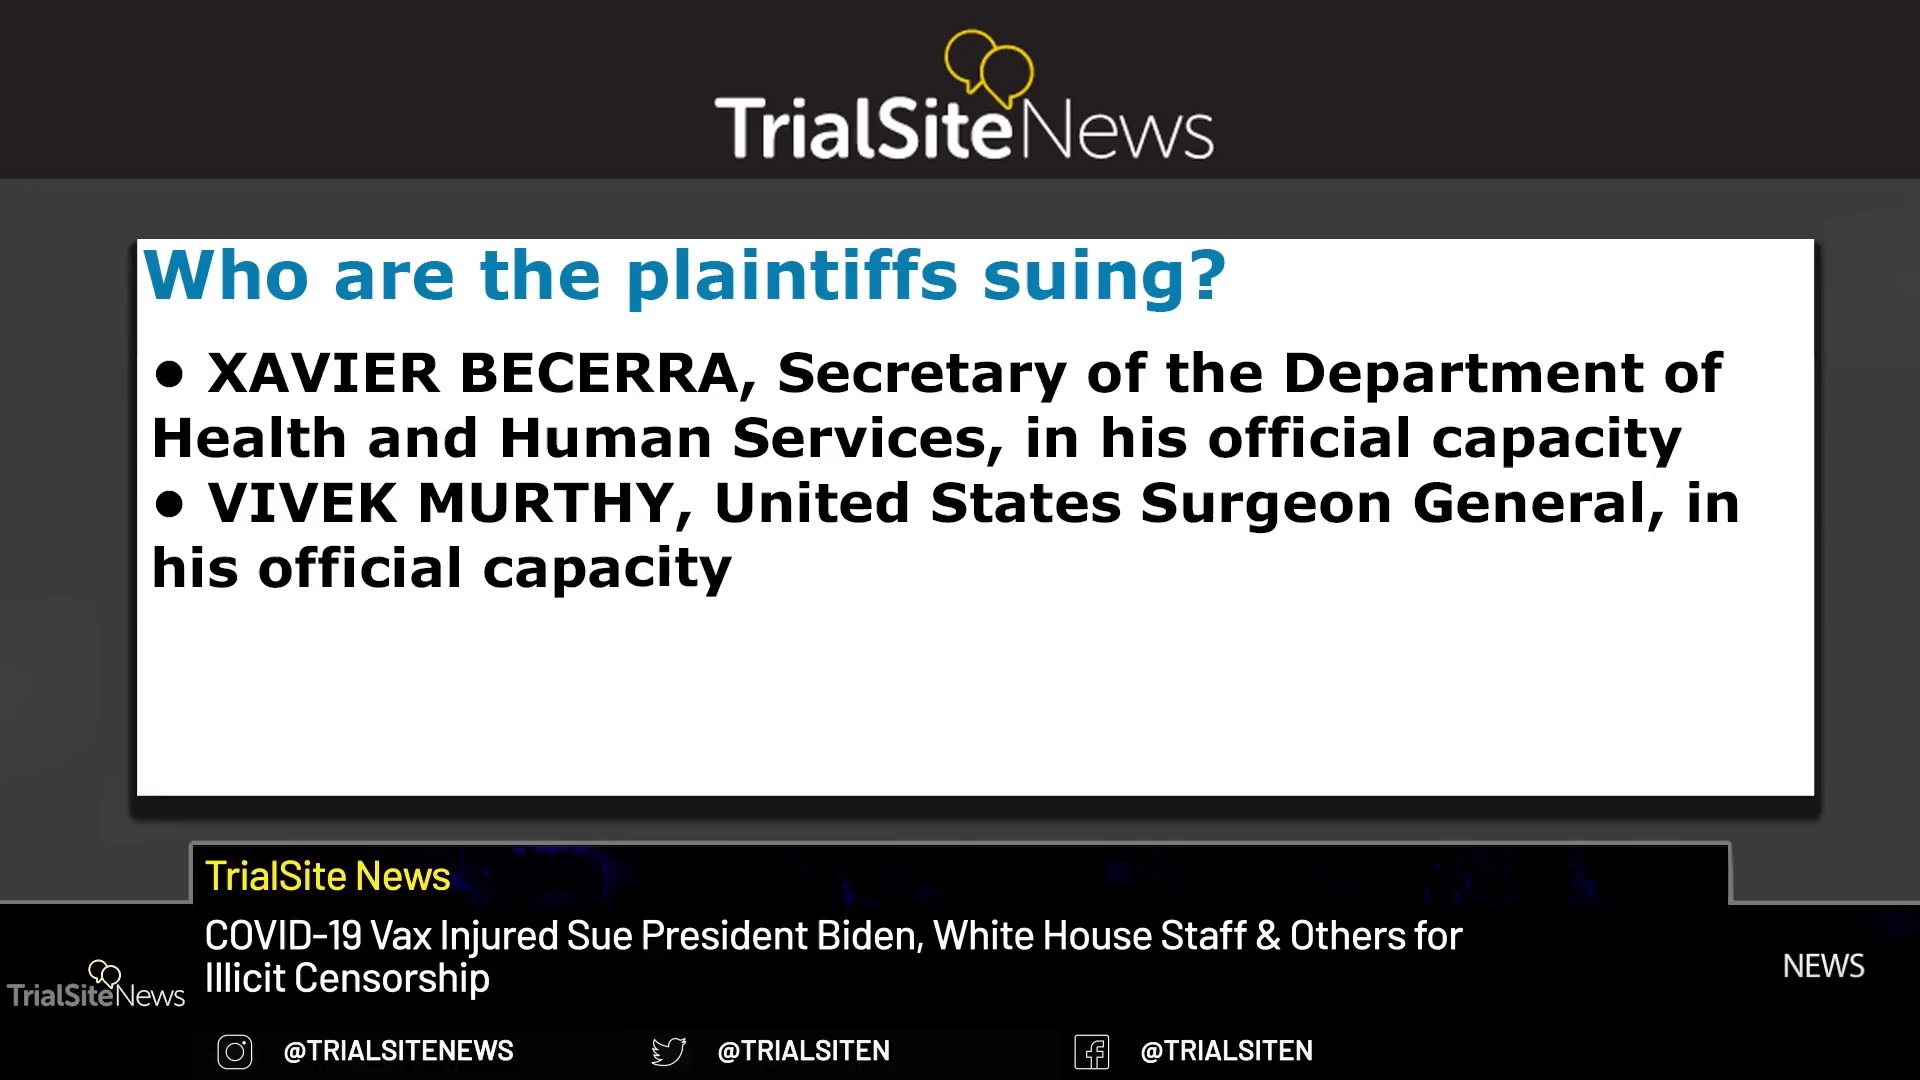 TrialSiteNews
Who are the plaintiffs suing?
● XAVIER BECERRA, Secretary of the Department of
Health and Human Services, in his official capacity
● VIVEK MURTHY, United States Surgeon General, in
his official capacity
TrialSite News
COVID-19 Vax Injured Sue President Biden, White House Staff & Others for
Illicit Censorship
TrialSiteNews
NEWS
@TRIALSITENEWS
@TRIALSITEN
@TRIALSITEN